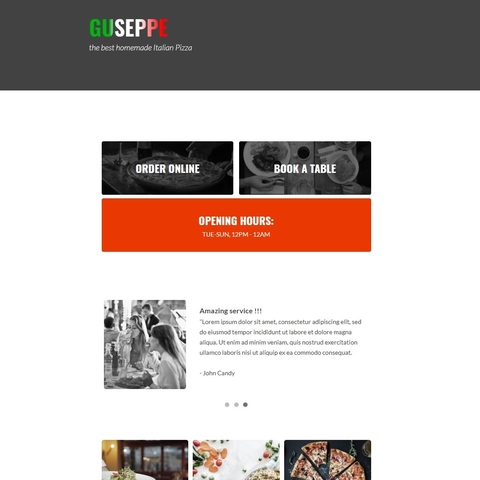 GUSEPPE
the best homemade Italian Pizza
ORDER ONLINE
BOOK A TABLE
OPENING HOURS:
TUE-SUN, 12PM - 12AM
Amazing service !!!
"Lorem ipsum dolor sit amet, consectetur adipiscing elit, sed
do eiusmod tempor incididunt ut labore et dolore magna
aliqua. Ut enim ad minim veniam, quis nostrud exercitation
ullamco laboris nisi ut aliquip ex ea commodo consequat.
- John Candy